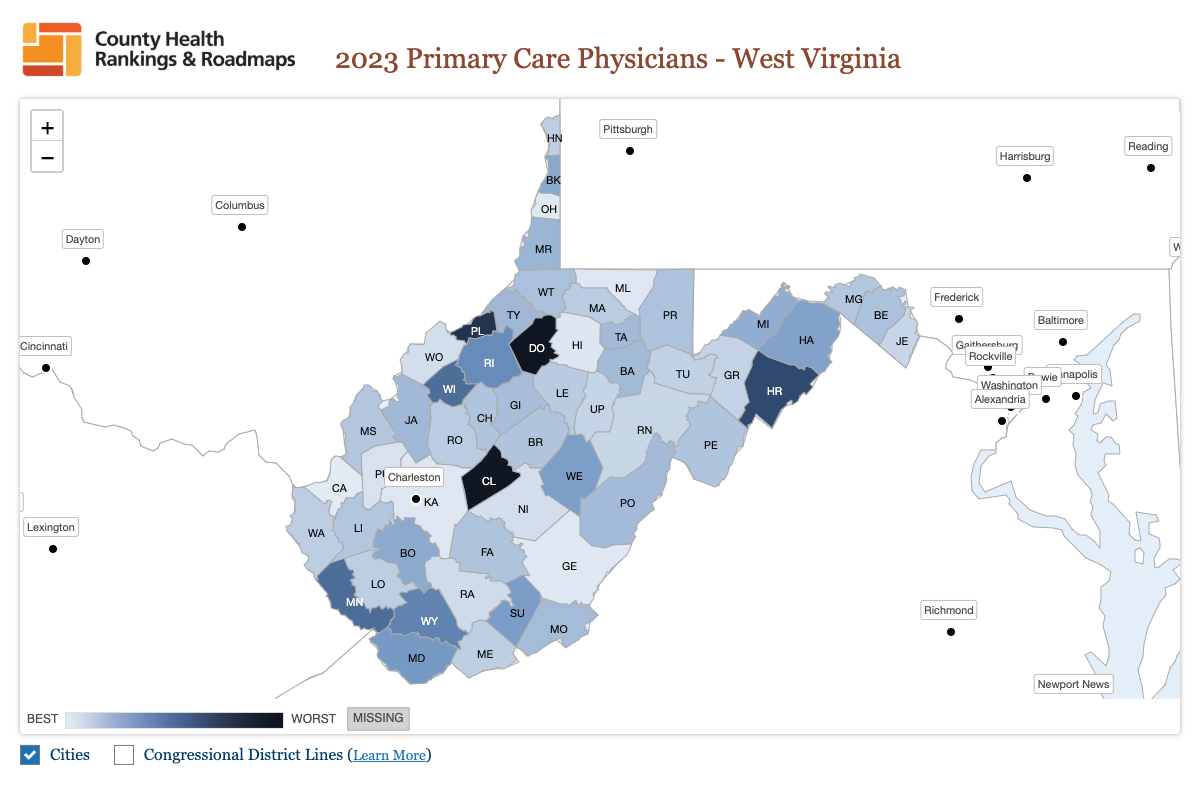 County Health
Rankings & Roadmaps
2023 Primary Care Physicians - West Virginia
+
−
Pittsburgh
Harrisburg
Reading
Columbus
Dayton
Cincinnati
Lexington
Charleston
Frederick
Baltimore
Gaithersburg
Rockville
Washington
Alexandria
Richmond
Newport News
HN
BK
OH
MR
WT
ML
MA
PR
MG
BE
JE
MI
HA
TY
PL
DO
HI
TA
WO
RI
BA
TU
GR
HR
WI
LE
UP
GI
CH
JA
MS
RO
BR
RN
PE
CL
WE
CA
KA
NI
PO
WA
LI
BO
FA
GE
LO
RA
MN
WY
SU
MO
MD
ME
BEST
WORST
MISSING
Cities
Congressional District Lines (Learn More)